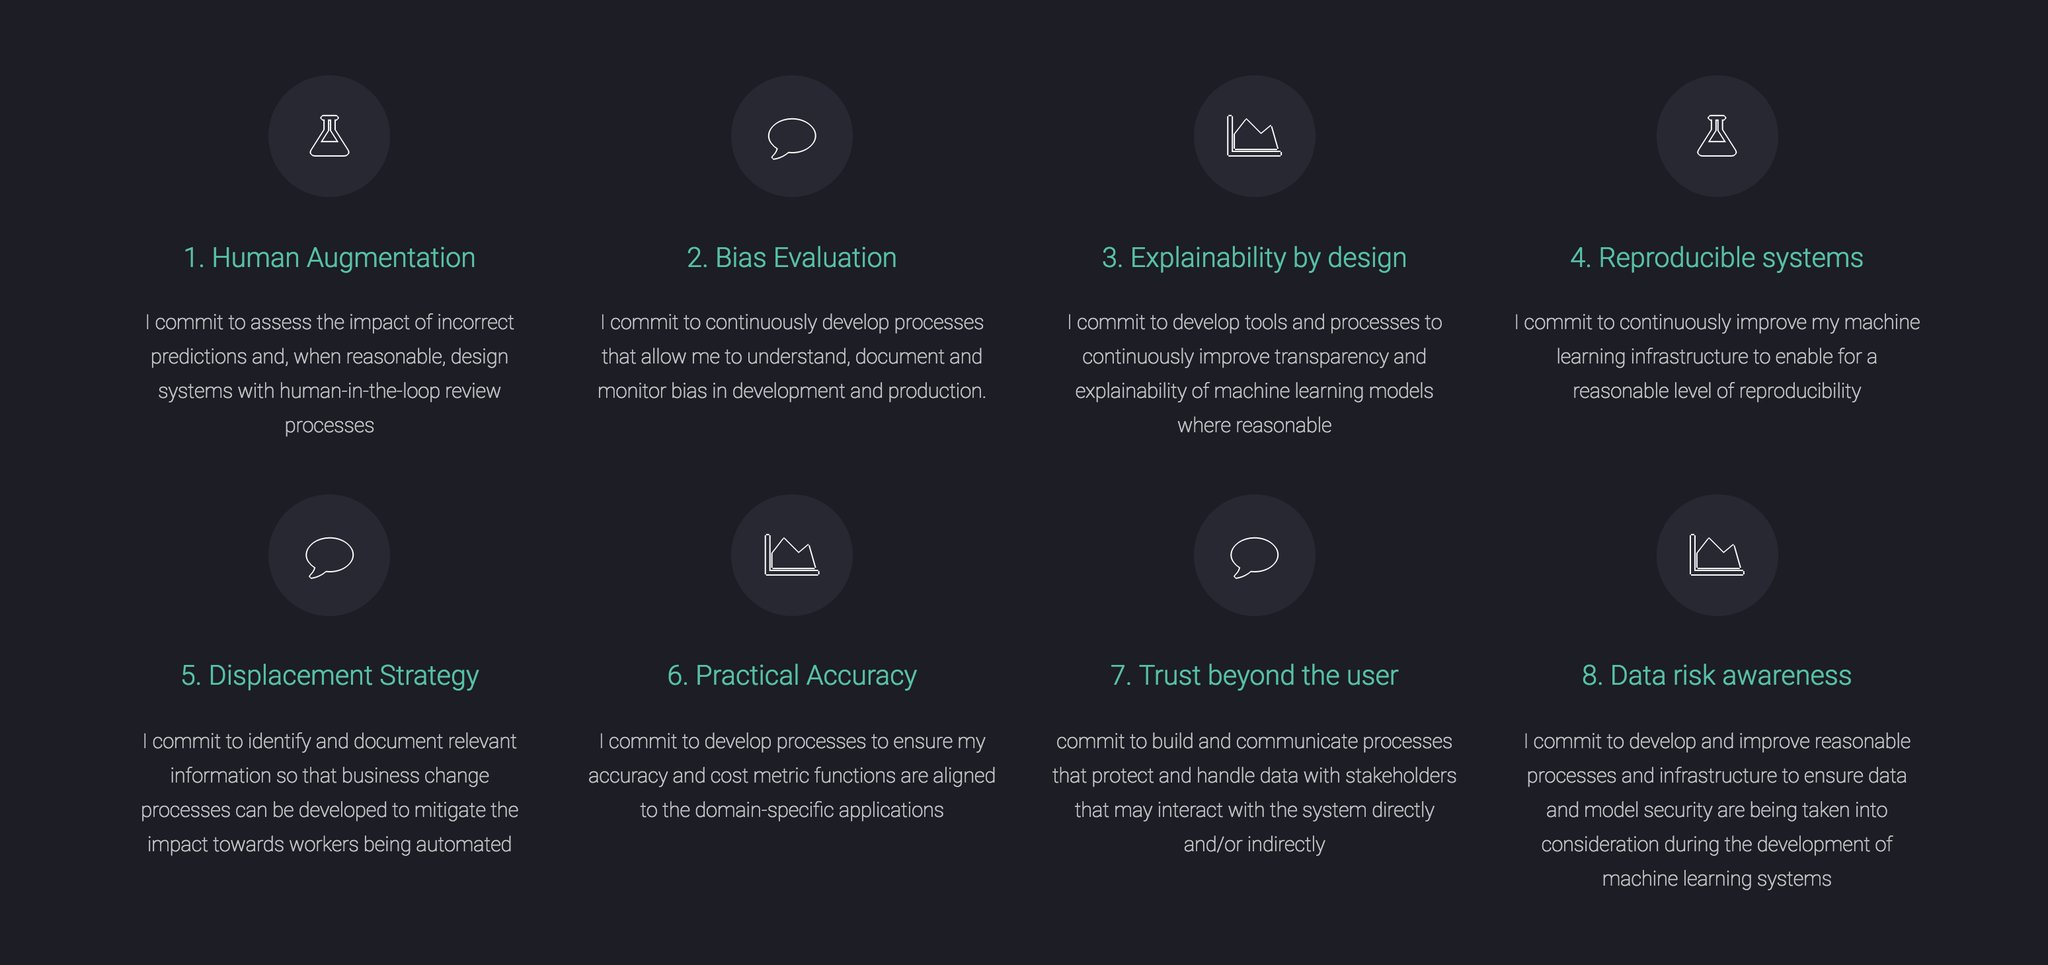 1. Human Augmentation
I commit to assess the impact of incorrect
predictions and, when reasonable, design
systems with human-in-the-loop review
processes
2. Bias Evaluation
I commit to continuously develop processes
that allow me to understand, document and
monitor bias in development and production.
3. Explainability by design
I commit to develop tools and processes to
continuously improve transparency and
explainability of machine learning models
where reasonable
4. Reproducible systems
I commit to continuously improve my machine
learning infrastructure to enable for a
reasonable level of reproducibility
5. Displacement Strategy
I commit to identify and document relevant
information so that business change
processes can be developed to mitigate the
impact towards workers being automated
6. Practical Accuracy
I commit to develop processes to ensure my
accuracy and cost metric functions are aligned
to the domain-specific applications
7. Trust beyond the user
commit to build and communicate processes
that protect and handle data with stakeholders
that may interact with the system directly
and/or indirectly
8. Data risk awareness
I commit to develop and improve reasonable
processes and infrastructure to ensure data
and model security are being taken into
consideration during the development of
machine learning systems